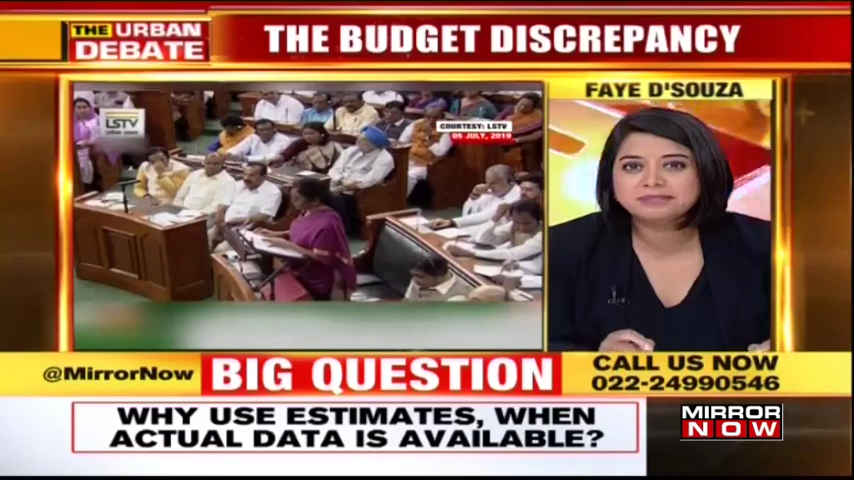 THE URBAN
DEBATE
THE BUDGET DISCREPANCY
FAYE D'SOUZA
LSTV
COURTESY: LSTV
05 JULY, 2019
@MirrorNow
BIG QUESTION
CALL US NOW
022-24990546
WHY USE ESTIMATES, WHEN
ACTUAL DATA IS AVAILABLE?
MIRROR
NOW